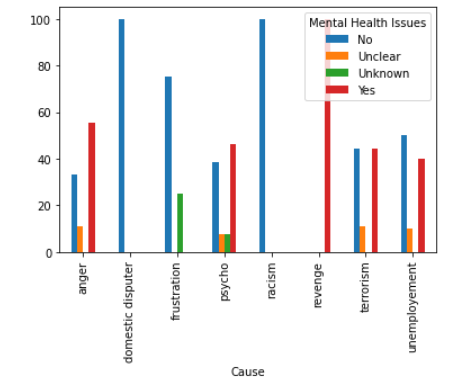 Mental Health Issues
No
Unclear
Unknown
Yes
100
80
60
40
20
0
anger
domestic disputer
frustration
psycho
racism
revenge
terrorism
unemployement
Cause